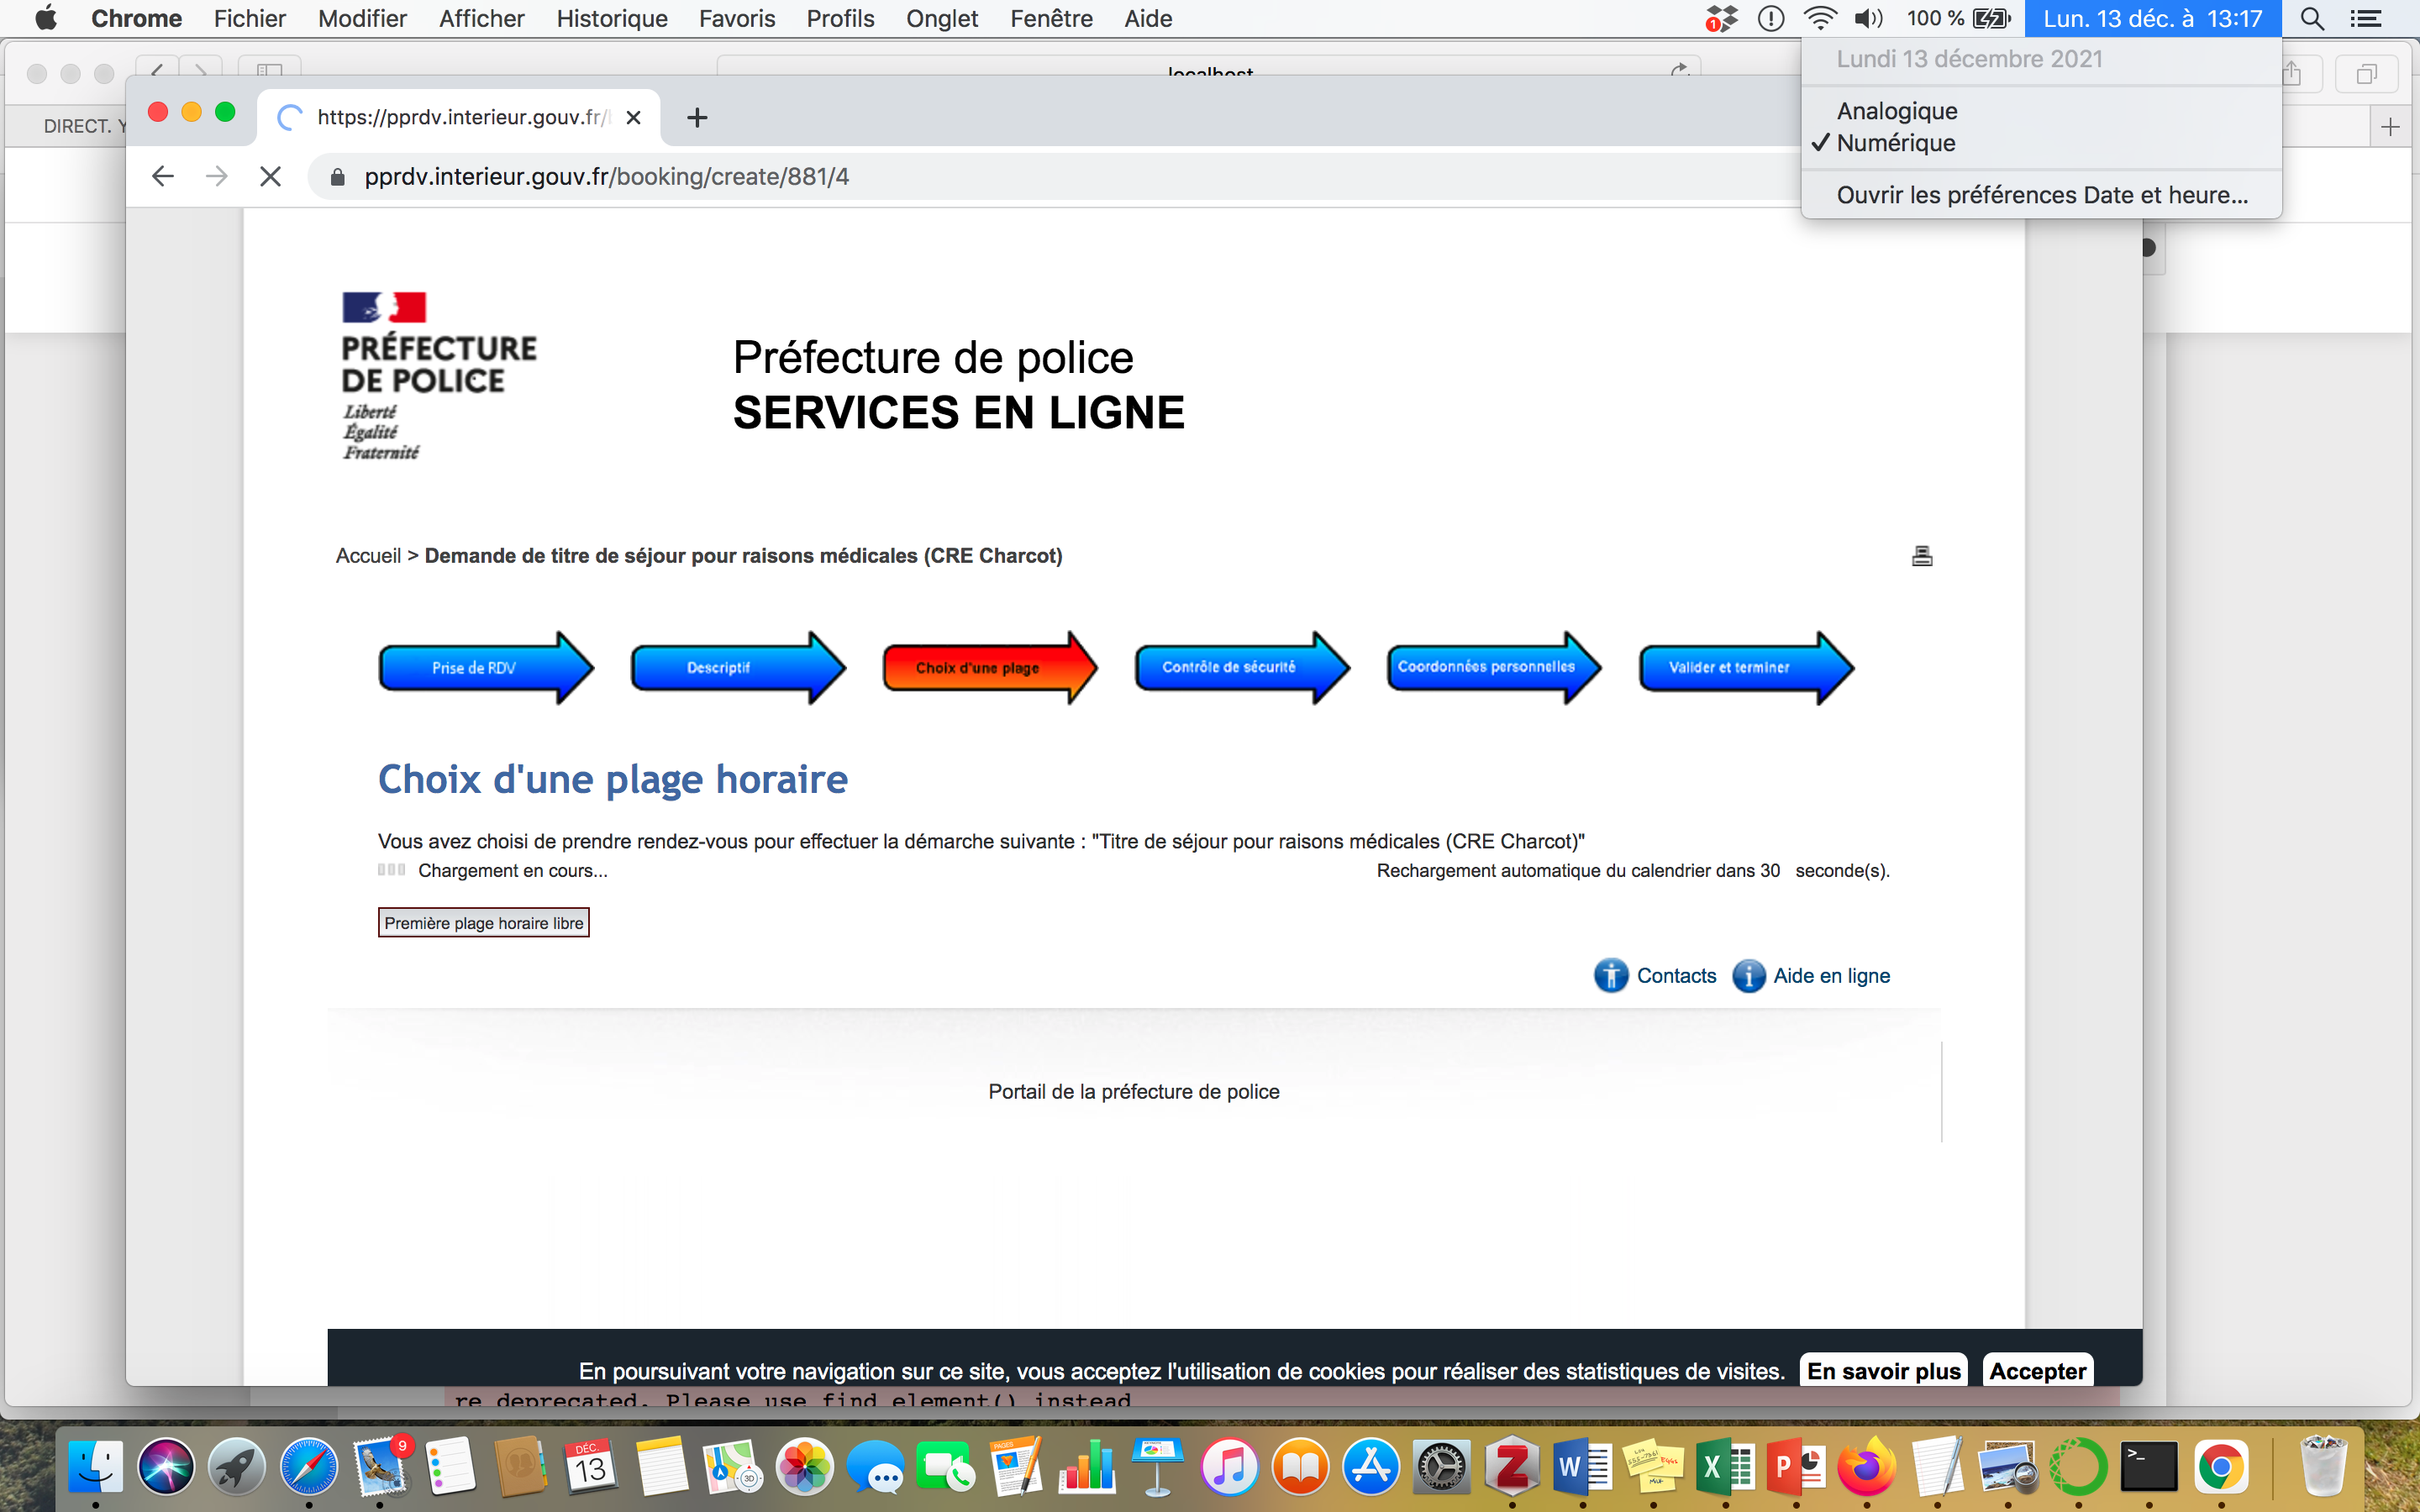 Chrome Fichier Modifier Afficher Historique Favoris Profils Onglet Fenêtre Aide
1 100 % Lun. 13 déc. à 13:17
Lundi 13 décembre 2021
Analogique
✓ Numérique
Ouvrir les préférences Date et heure...
localhost
DIRECT. Y
https://pprdv.interieur.gouv.fr/
pprdv.interieur.gouv.fr/booking/create/881/4
PRÉFECTURE
DE POLICE
Liberté
Égalité
Fraternité
Préfecture de police
SERVICES EN LIGNE
Accueil > Demande de titre de séjour pour raisons médicales (CRE Charcot)
Prise de RDV
Descriptif
Choix d'une plage
Contrôle de sécurité
Coordonnées personnelles
Valider et terminer
Choix d'une plage horaire
Vous avez choisi de prendre rendez-vous pour effectuer la démarche suivante : "Titre de séjour pour raisons médicales (CRE Charcot)"
Chargement en cours... Rechargement automatique du calendrier dans 30 seconde(s).
Première plage horaire libre
Contacts Aide en ligne
Portail de la préfecture de police
En poursuivant votre navigation sur ce site, vous acceptez l'utilisation de cookies pour réaliser des statistiques de visites. En savoir plus Accepter
re deprecated. Please use find_element() instead
9
DÉC.
13
3D
PAGES
Z
W
X
P
>_